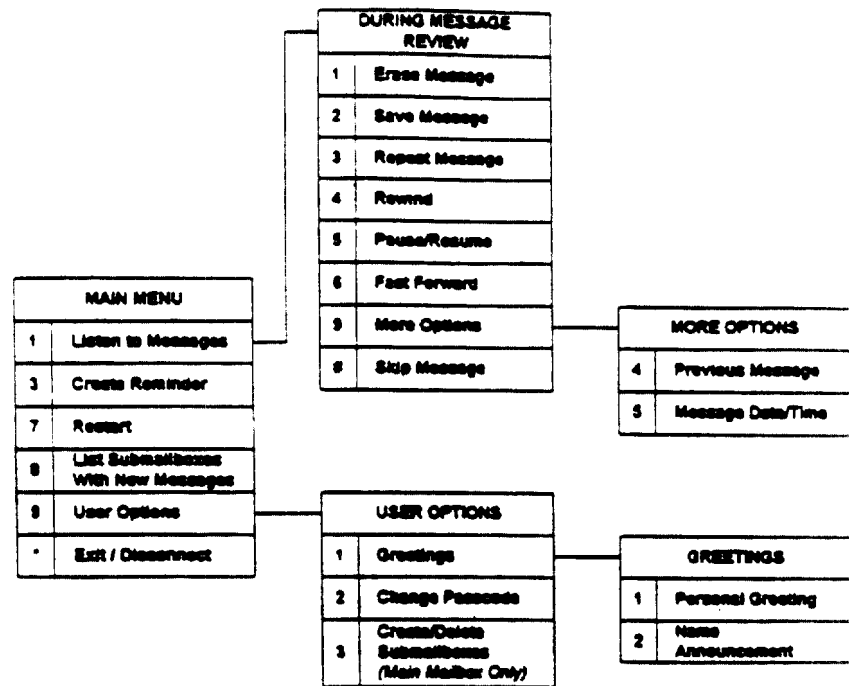 DURING MESSAGE
REVIEW
1 Erase Message
2 Save Message
3 Repeat Message
4 Rewind
5 Pause/Resume
6 Fast Forward
9 More Options
# Skip Message
MAIN MENU
1 Listen to Messages
3 Create Reminder
7 Restart
8 List Submailboxes
With New Messages
9 User Options
* Exit / Disconnect
MORE OPTIONS
4 Previous Message
5 Message Date/Time
USER OPTIONS
1 Greetings
2 Change Passcode
3 Create/Delete
Submailboxes
(Main Mailbox Only)
GREETINGS
1 Personal Greeting
2 Name
Announcement